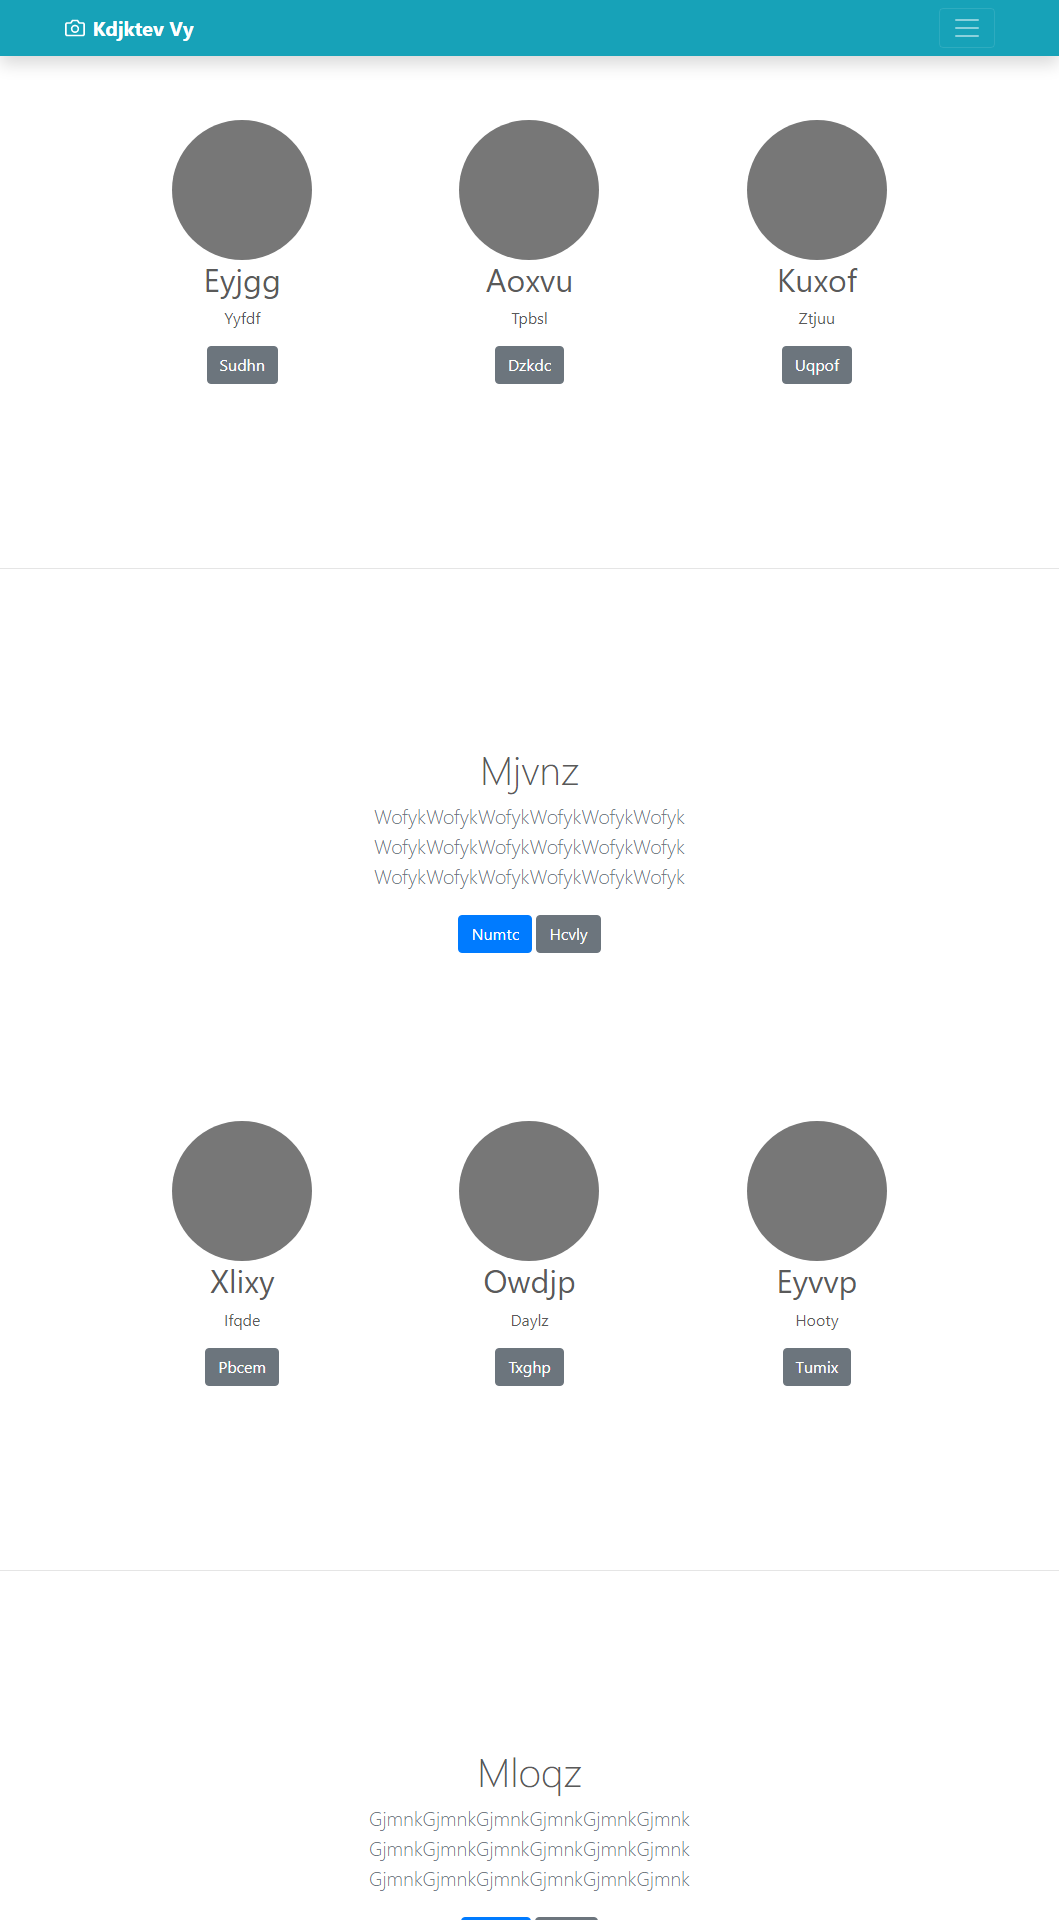 Kdjktev Vy
Eyjgg
Yyfdf
Sudhn
Aoxvu
Tpbsl
Dzkdc
Kuxof
Ztjuu
Uqpof
Mjvnz
WofykWofykWofykWofykWofykWofyk
WofykWofykWofykWofykWofykWofyk
WofykWofykWofykWofykWofykWofyk
Numtc Hcvly
Xlixy
Ifqde
Pbcem
Owdjp
Daylz
Txghp
Eyvvp
Hooty
Tumix
Mloqz
GjmnkGjmnkGjmnkGjmnkGjmnkGjmnk
GjmnkGjmnkGjmnkGjmnkGjmnkGjmnk
GjmnkGjmnkGjmnkGjmnkGjmnkGjmnk